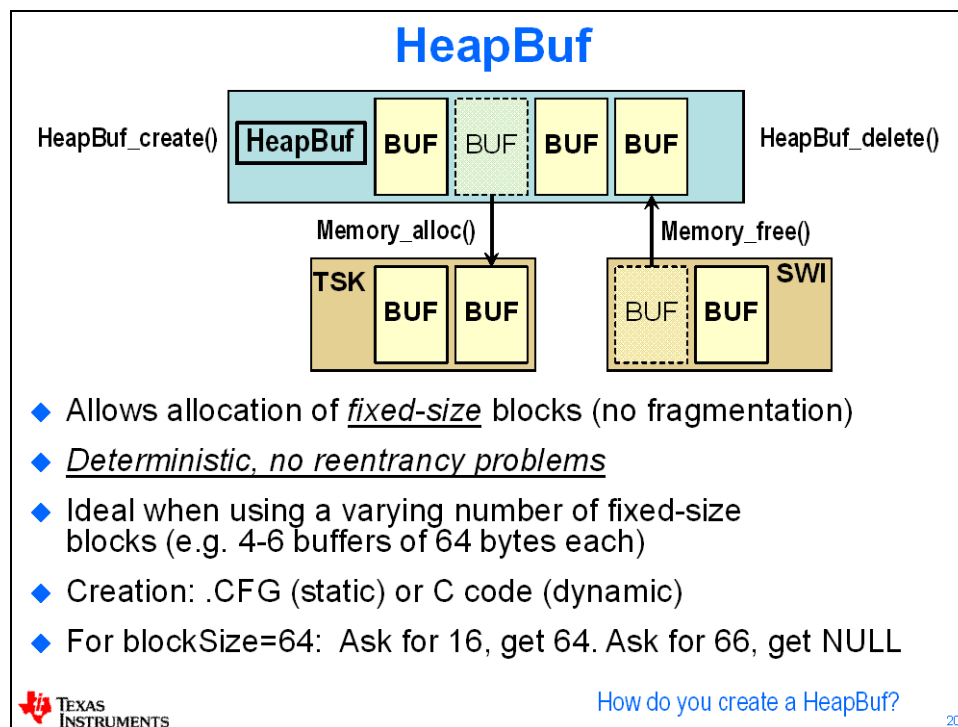 HeapBuf
HeapBuf_create()
HeapBuf
BUF
BUF
BUF
BUF
HeapBuf_delete()
Memory_alloc()
Memory_free()
TSK
BUF
BUF
BUF
BUF
SWI
Allows allocation of fixed-size blocks (no fragmentation)
Deterministic, no reentrancy problems
Ideal when using a varying number of fixed-size
blocks (e.g. 4-6 buffers of 64 bytes each)
Creation: .CFG (static) or C code (dynamic)
For blockSize=64: Ask for 16, get 64. Ask for 66, get NULL
TEXAS
INSTRUMENTS
How do you create a HeapBuf?
20